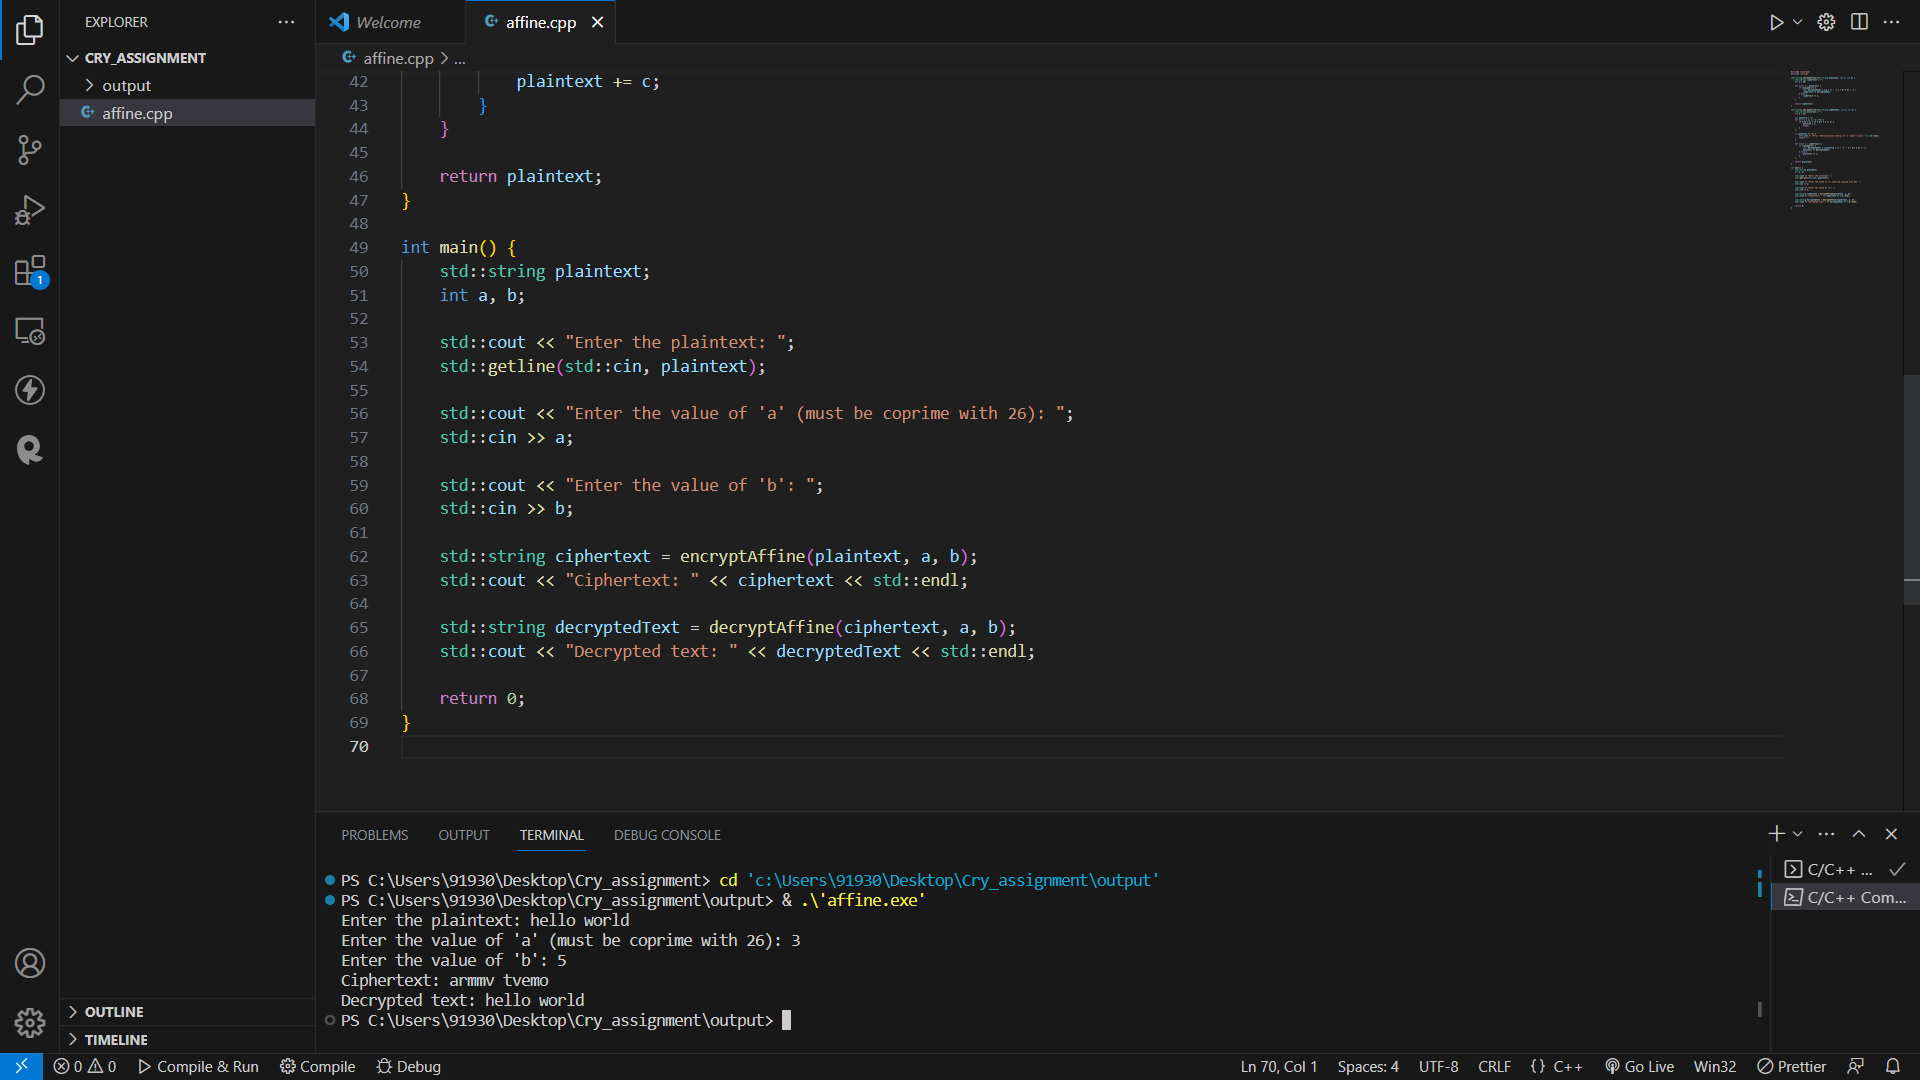 EXPLORER
CRY_ASSIGNMENT
output
affine.cpp
OUTLINE
TIMELINE
1
Welcome
affine.cpp
affine.cpp > ...
42 plaintext += c;
43 }
44 }
45
46 return plaintext;
47 }
48
49 int main() {
50 std::string plaintext;
51 int a, b;
52
53 std::cout << "Enter the plaintext: ";
54 std::getline(std::cin, plaintext);
55
56 std::cout << "Enter the value of 'a' (must be coprime with 26): ";
57 std::cin >> a;
58
59 std::cout << "Enter the value of 'b': ";
60 std::cin >> b;
61
62 std::string ciphertext = encryptAffine(plaintext, a, b);
63 std::cout << "Ciphertext: " << ciphertext << std::endl;
64
65 std::string decryptedText = decryptAffine(ciphertext, a, b);
66 std::cout << "Decrypted text: " << decryptedText << std::endl;
67
68 return 0;
69 }
70
PROBLEMS OUTPUT TERMINAL DEBUG CONSOLE
PS C:\Users\91930\Desktop\Cry_assignment> cd 'c:\Users\91930\Desktop\Cry_assignment\output'
PS C:\Users\91930\Desktop\Cry_assignment\output> & .\'affine.exe'
Enter the plaintext: hello world
Enter the value of 'a' (must be coprime with 26): 3
Enter the value of 'b': 5
Ciphertext: armmv tvemo
Decrypted text: hello world
PS C:\Users\91930\Desktop\Cry_assignment\output>
C/C++ ...
C/C++ Com...
0 0 Compile & Run Compile Debug Ln 70, Col 1 Spaces: 4 UTF-8 CRLF {} C++ Go Live Win32 Prettier